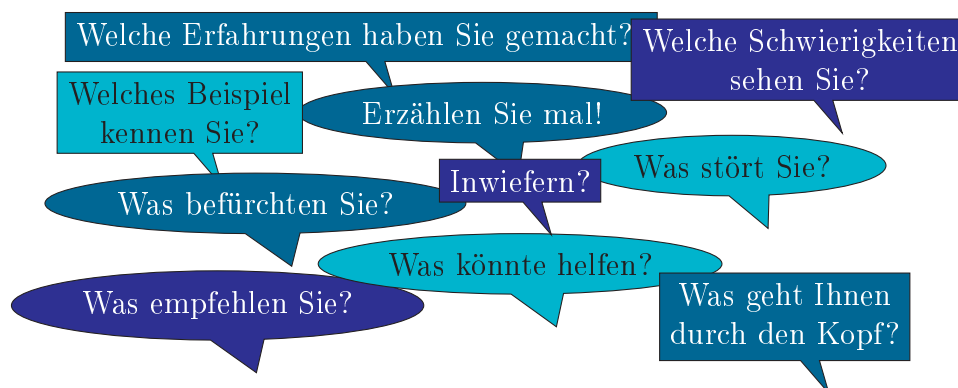 Welche Erfahrungen haben Sie gemacht?
Welche Schwierigkeiten
sehen Sie?
Welches Beispiel
kennen Sie?
Erzählen Sie mal!
Was stört Sie?
Inwiefern?
Was befürchten Sie?
Was könnte helfen?
Was empfehlen Sie?
Was geht Ihnen
durch den Kopf?